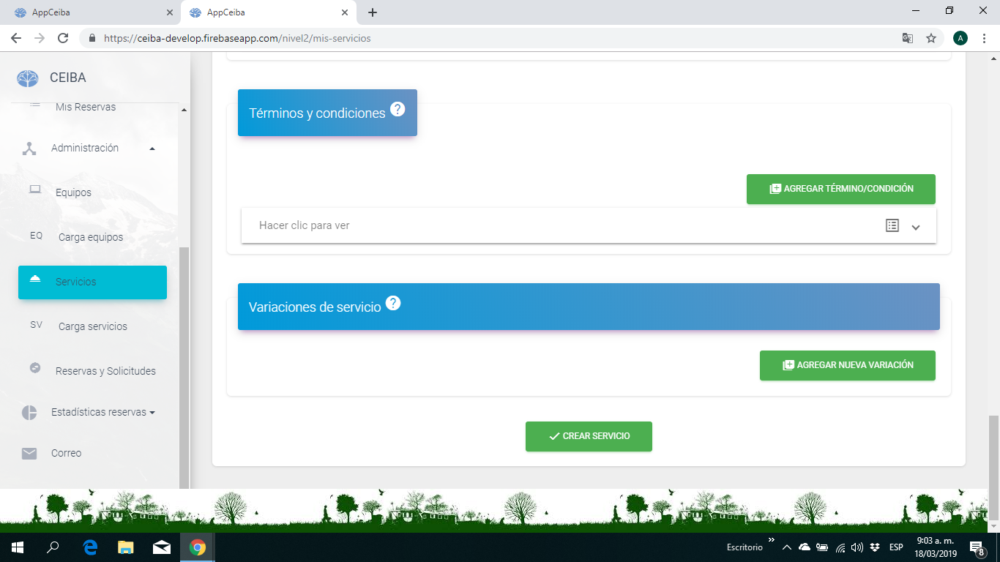 AppCeiba
AppCeiba
https://ceiba-develop.firebaseapp.com/nivel2/mis-servicios
A
CEIBA
Mis Reservas
Administración
Equipos
EQ Carga equipos
Servicios
SV Carga servicios
Reservas y Solicitudes
Estadísticas reservas
Correo
Términos y condiciones ?
AGREGAR TÉRMINO/CONDICIÓN
Hacer clic para ver
Variaciones de servicio ?
AGREGAR NUEVA VARIACIÓN
CREAR SERVICIO
Escritorio
ESP
9:03 a. m.
18/03/2019
8